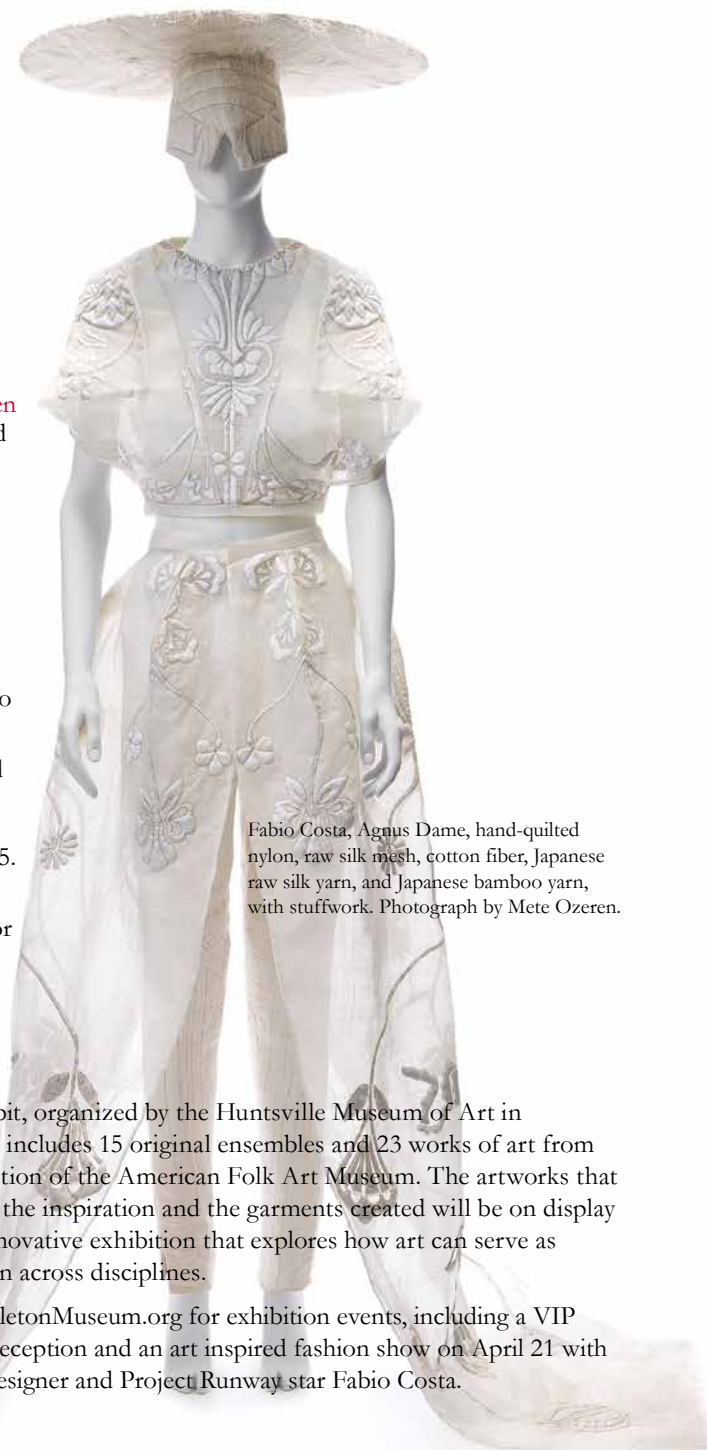 en
d
o
d
5.
or
Fabio Costa, Agnus Dame, hand-quilted
nylon, raw silk mesh, cotton fiber, Japanese
raw silk yarn, and Japanese bamboo yarn,
with stuffwork. Photograph by Mete Ozeren.
bit, organized by the Huntsville Museum of Art in
includes 15 original ensembles and 23 works of art from
tion of the American Folk Art Museum. The artworks that
the inspiration and the garments created will be on display
novative exhibition that explores how art can serve as
n across disciplines.
letonMuseum.org for exhibition events, including a VIP
eception and an art inspired fashion show on April 21 with
esigner and Project Runway star Fabio Costa.